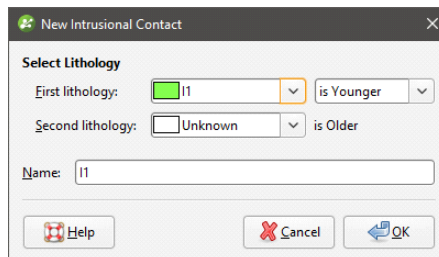 New Intrusional Contact
Select Lithology
First lithology: I1 is Younger
Second lithology: Unknown is Older
Name: I1
Help Cancel OK